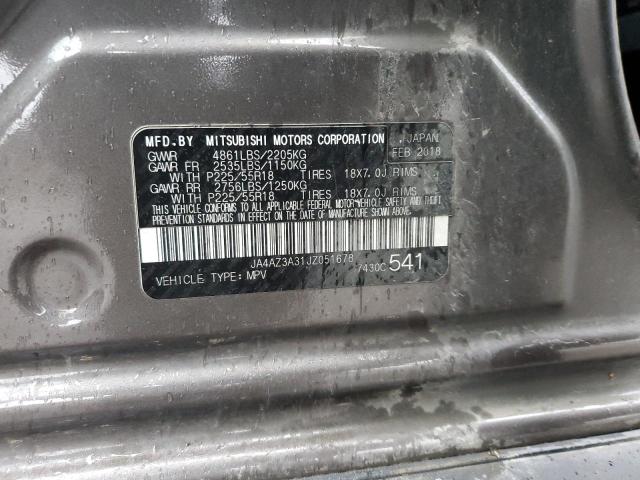 MFD.BY MITSUBISHI MOTORS CORPORATION JAPAN
GVWR 4861LBS/2205KG FEB 2018
GAWR FR 2535LBS/1150KG
WITH P225/55R18 TIRES 18X7.0J RIMS
GAWR RR 2756LBS/1250KG
WITH P225/55R18 TIRES 18X7.0J RIMS
THIS VEHICLE CONFORMS TO ALL APPLICABLE FEDERAL MOTOR VEHICLE SAFETY AND THEFT
PREVENTION STANDARDS IN EFFECT ON THE DATE OF MANUFACTURE SHOWN ABOVE.
JA4AZ3A31JZ051678
VEHICLE TYPE: MPV 7430C 541